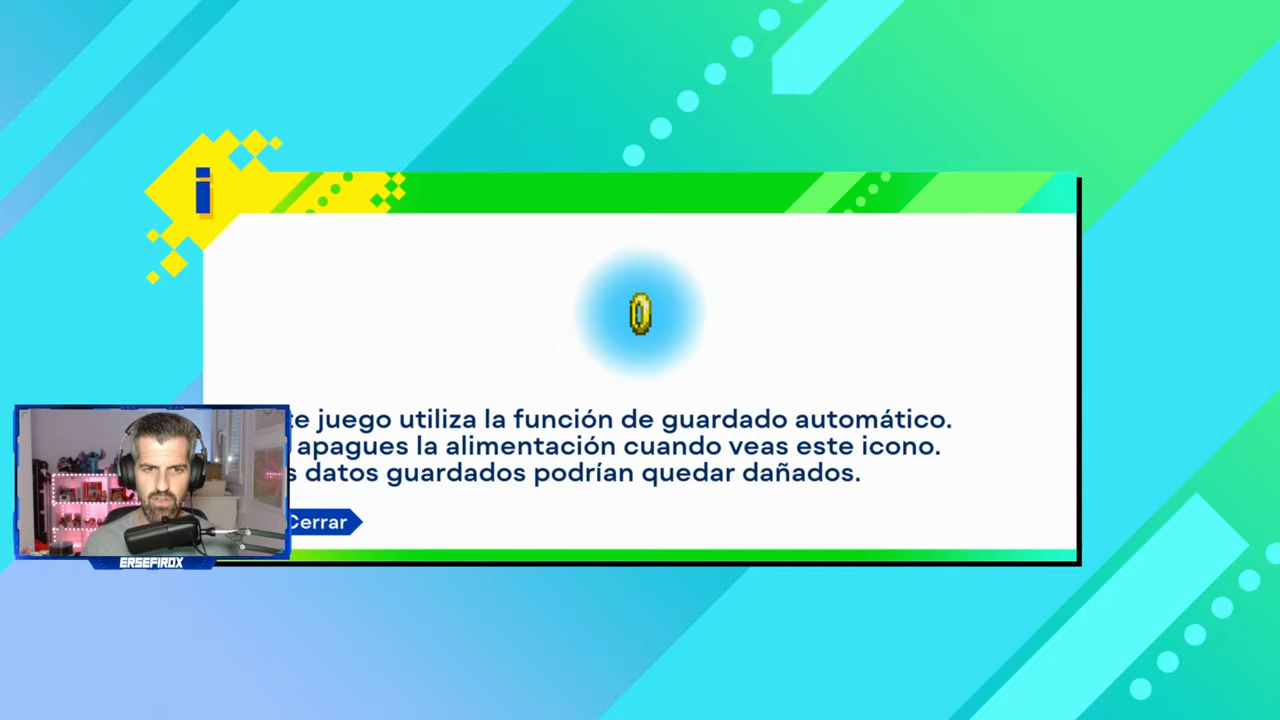 i
te juego utiliza la función de guardado automático.
apagues la alimentación cuando veas este icono.
s datos guardados podrían quedar dañados.
Cerrar
ERSEFIROX